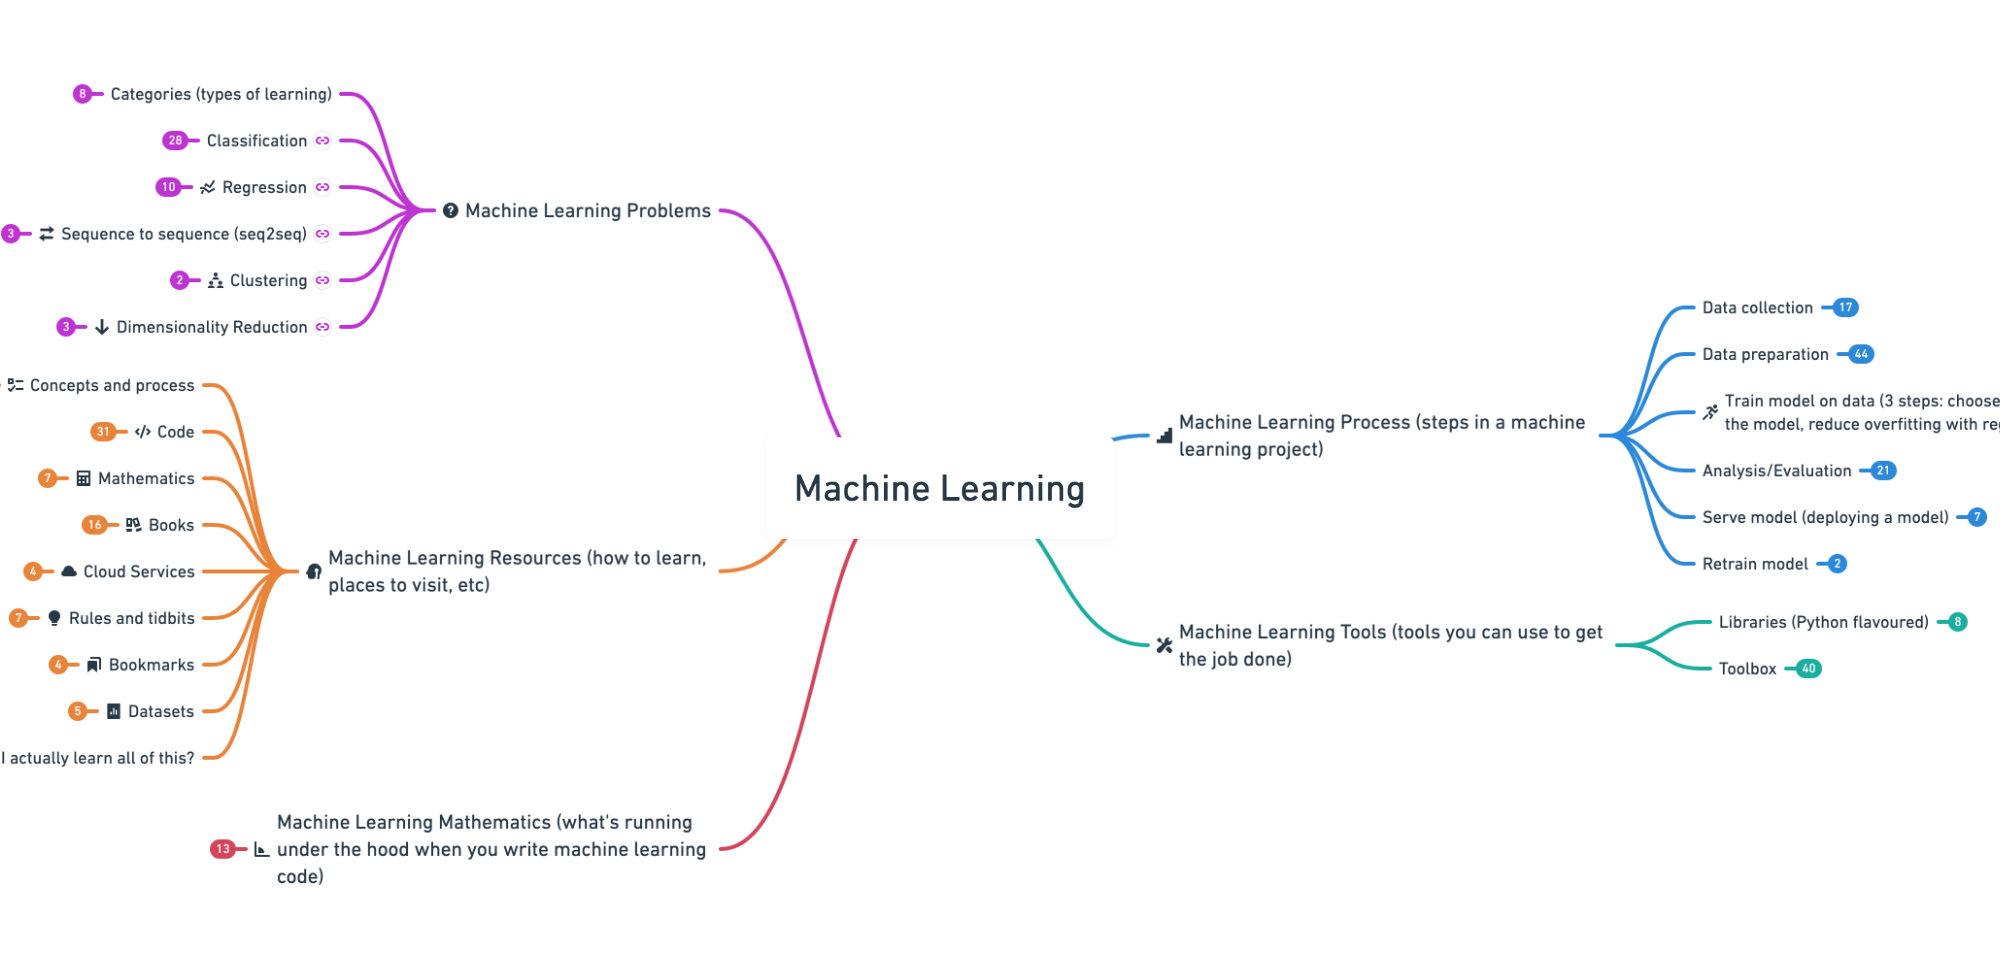 8 Categories (types of learning)
28 Classification
10 Regression
3 Sequence to sequence (seq2seq)
2 Clustering
3 Dimensionality Reduction
Machine Learning Problems
Concepts and process
31 </> Code
7 Mathematics
16 Books
4 Cloud Services
7 Rules and tidbits
4 Bookmarks
5 Datasets
I actually learn all of this?
Machine Learning Resources (how to learn,
places to visit, etc)
13
Machine Learning Mathematics (what's running
under the hood when you write machine learning
code)
Machine Learning
Machine Learning Process (steps in a machine
learning project)
Data collection 17
Data preparation 44
Train model on data (3 steps: choose
the model, reduce overfitting with
Analysis/Evaluation 21
Serve model (deploying a model) 7
Retrain model 2
Machine Learning Tools (tools you can use to get
the job done)
Libraries (Python flavoured) 8
Toolbox 40